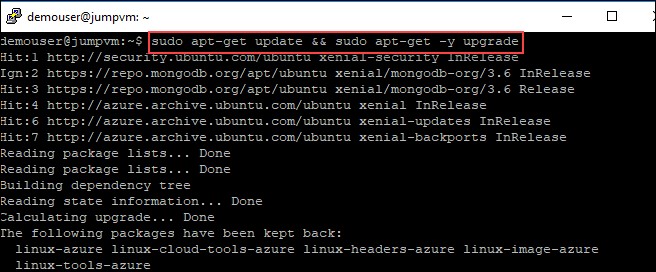 demouser@jumpvm: ~
demouser@jumpvm:~$ sudo apt-get update && sudo apt-get -y upgrade
Hit:1 http://security.ubuntu.com/ubuntu xenial-security InRelease
Ign:2 https://repo.mongodb.org/apt/ubuntu xenial/mongodb-org/3.6 InRelease
Hit:3 https://repo.mongodb.org/apt/ubuntu xenial/mongodb-org/3.6 Release
Hit:4 http://azure.archive.ubuntu.com/ubuntu xenial InRelease
Hit:6 http://azure.archive.ubuntu.com/ubuntu xenial-updates InRelease
Hit:7 http://azure.archive.ubuntu.com/ubuntu xenial-backports InRelease
Reading package lists... Done
Reading package lists... Done
Building dependency tree
Reading state information... Done
Calculating upgrade... Done
The following packages have been kept back:
linux-azure linux-cloud-tools-azure linux-headers-azure linux-image-azure
linux-tools-azure